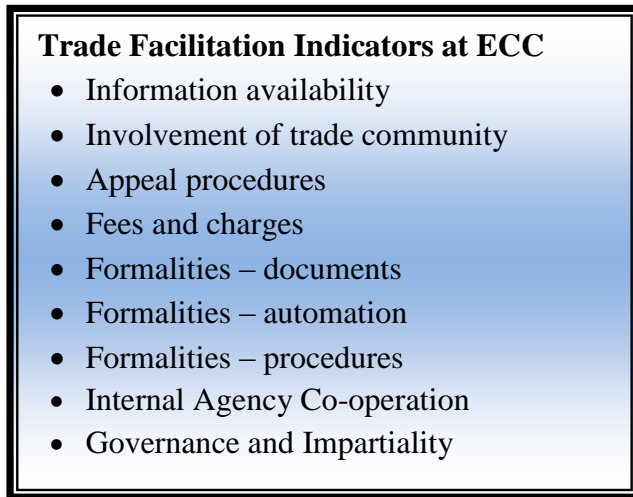 Trade Facilitation Indicators at ECC
• Information availability
• Involvement of trade community
• Appeal procedures
• Fees and charges
• Formalities – documents
• Formalities – automation
• Formalities – procedures
• Internal Agency Co-operation
• Governance and Impartiality